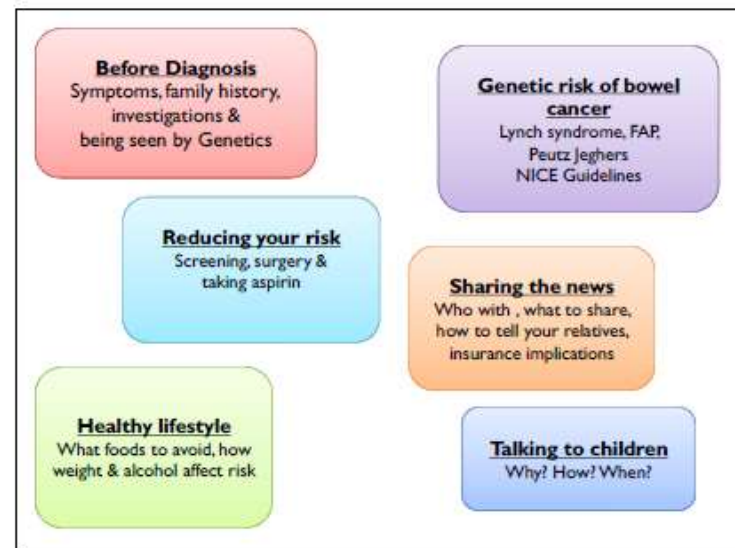 Before Diagnosis
Symptoms, family history,
investigations &
being seen by Genetics
Genetic risk of bowel
cancer
Lynch syndrome, FAP,
Peutz Jeghers
NICE Guidelines
Reducing your risk
Screening, surgery &
taking aspirin
Sharing the news
Who with , what to share,
how to tell your relatives,
insurance implications
Healthy lifestyle
What foods to avoid, how
weight & alcohol affect risk
Talking to children
Why? How? When?